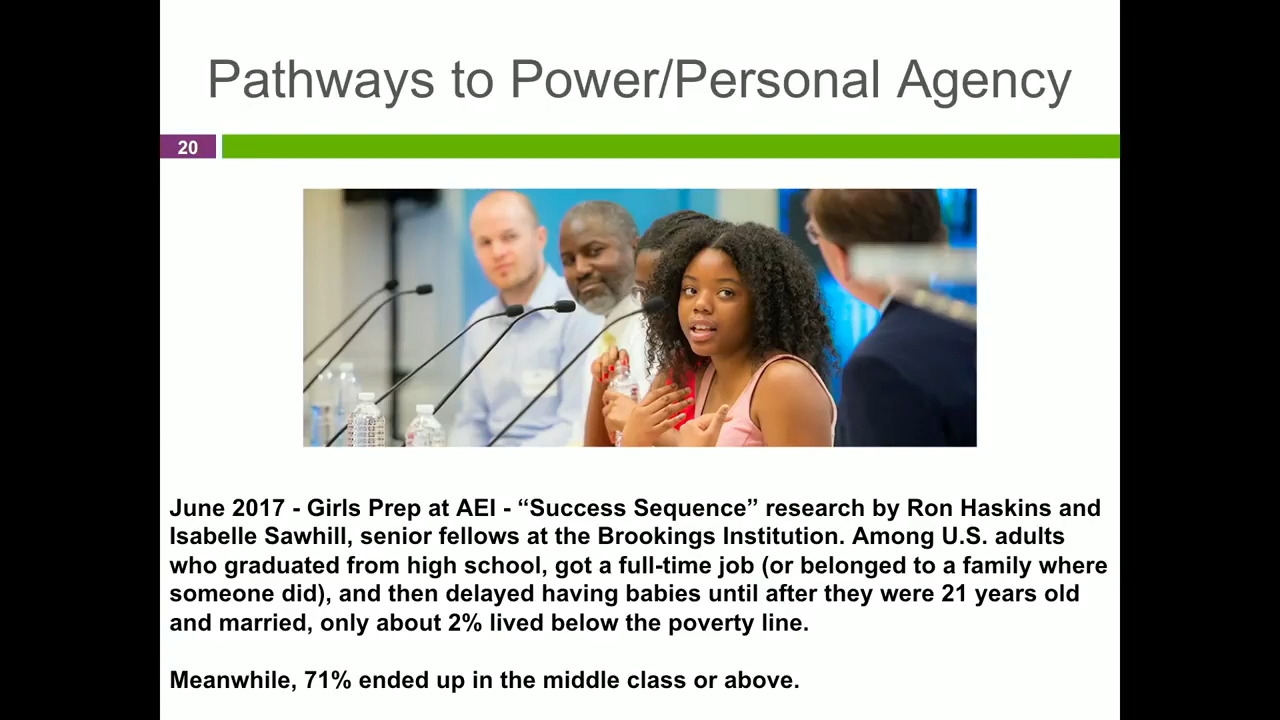 Pathways to Power/Personal Agency
20
June 2017 - Girls Prep at AEI - “Success Sequence” research by Ron Haskins and
Isabelle Sawhill, senior fellows at the Brookings Institution. Among U.S. adults
who graduated from high school, got a full-time job (or belonged to a family where
someone did), and then delayed having babies until after they were 21 years old
and married, only about 2% lived below the poverty line.
Meanwhile, 71% ended up in the middle class or above.